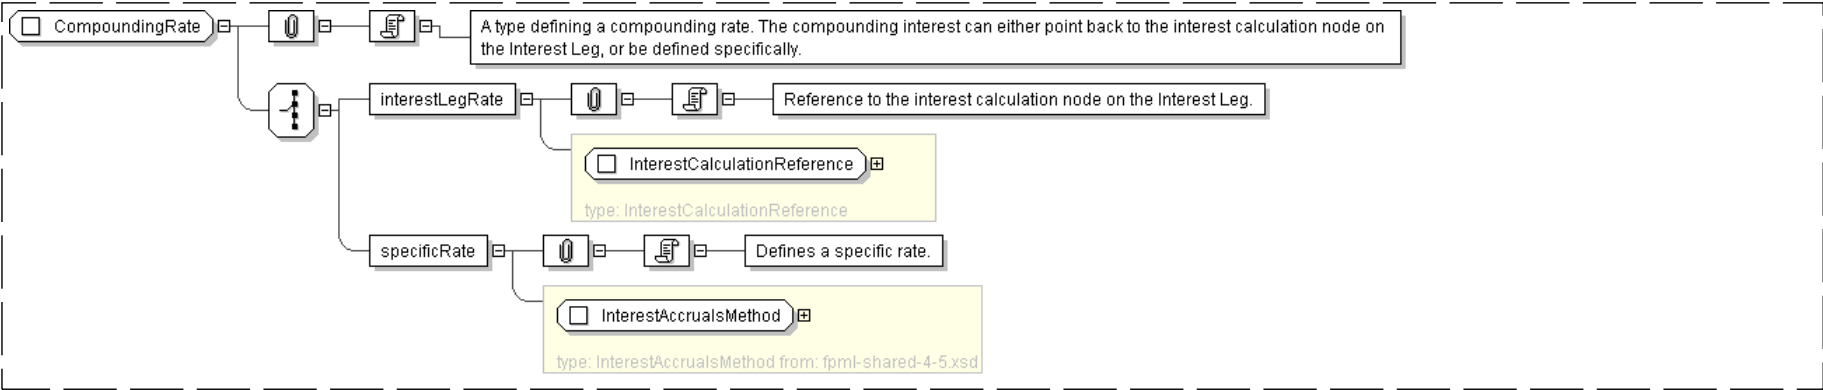 CompoundingRate
A type defining a compounding rate. The compounding interest can either point back to the interest calculation node on
the Interest Leg, or be defined specifically.
interestLegRate
Reference to the interest calculation node on the Interest Leg.
InterestCalculationReference
type: InterestCalculationReference
specificRate
Defines a specific rate.
InterestAccrualsMethod
type: InterestAccrualsMethod from: fpml-shared-4-5.xsd